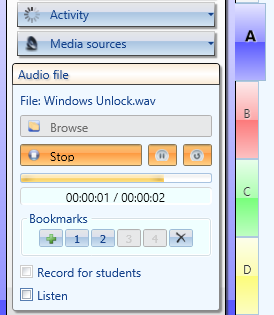 Activity
Media sources
Audio file
File: Windows Unlock.wav
Browse
Stop
00:00:01 / 00:00:02
Bookmarks
1 2 3 4
Record for students
Listen
A
B
C
D